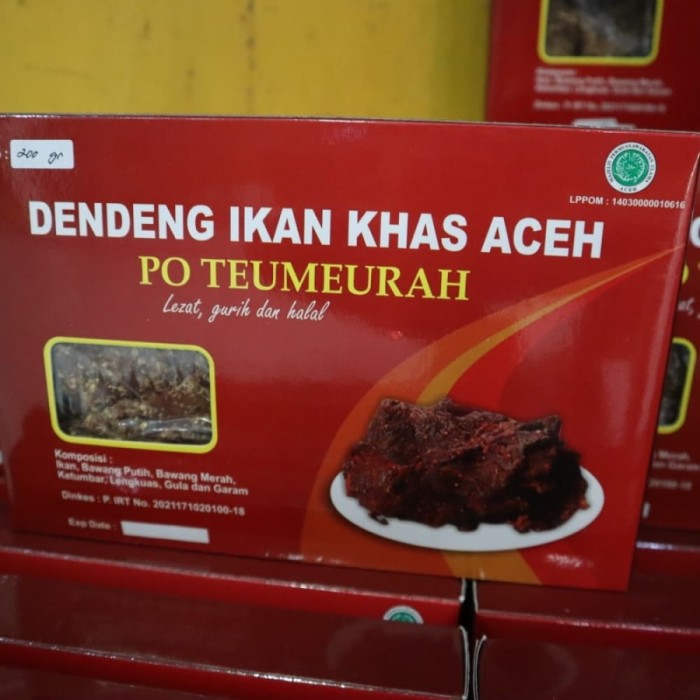 200 gr
ACEH
LPPOM : 14030000010616
DENDENG IKAN KHAS ACEH
PO TEUMEURAH
Lezat, gurih dan halal
Komposisi :
Ikan, Bawang Putih, Bawang Merah,
Ketumbar, Lengkuas, Gula dan Garam
Dinkes : P. IRT No. 2021171020100-18
Exp Date :